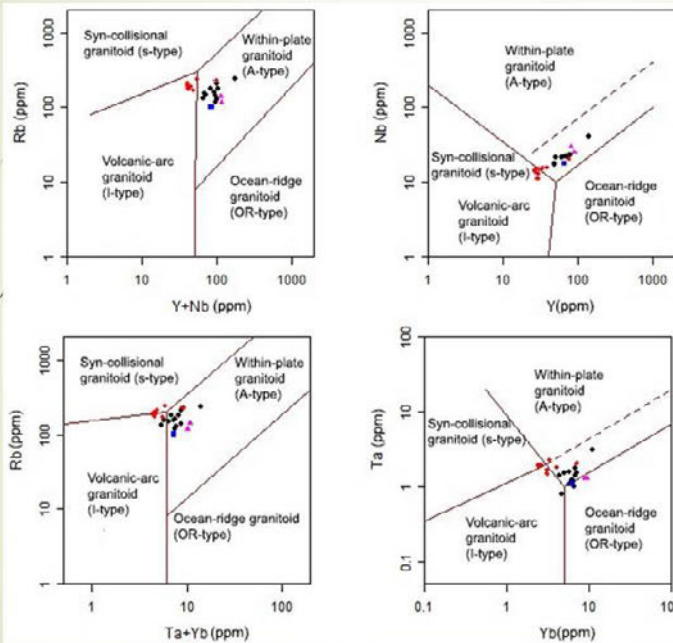 1000
100
10
1
Rb (ppm)
Syn-collisional
granitoid (s-type)
Within-plate
granitoid
(A-type)
Volcanic-arc
granitoid
(I-type)
Ocean-ridge
granitoid
(OR-type)
1
10
100
1000
Y+Nb (ppm)
1000
100
10
1
Nb (ppm)
Within-plate
granitoid
(A-type)
Syn-collisional
granitoid (s-type)
Volcanic-arc
granitoid
(I-type)
Ocean-ridge
granitoid
(OR-type)
1
10
100
1000
Y(ppm)
1000
100
10
1
Rb (ppm)
Syn-collisional
granitoid (s-type)
Within-plate
granitoid
(A-type)
Volcanic-arc
granitoid
(I-type)
Ocean-ridge granitoid
(OR-type)
1
10
100
Ta+Yb (ppm)
100
10
1
0.1
Ta (ppm)
Within-plate
granitoid
(A-type)
Syn-collisional
granitoid (s-type)
Volcanic-arc
granitoid
(I-type)
Ocean-ridge
granitoid
(OR-type)
0.1
1
10
100
Yb(ppm)